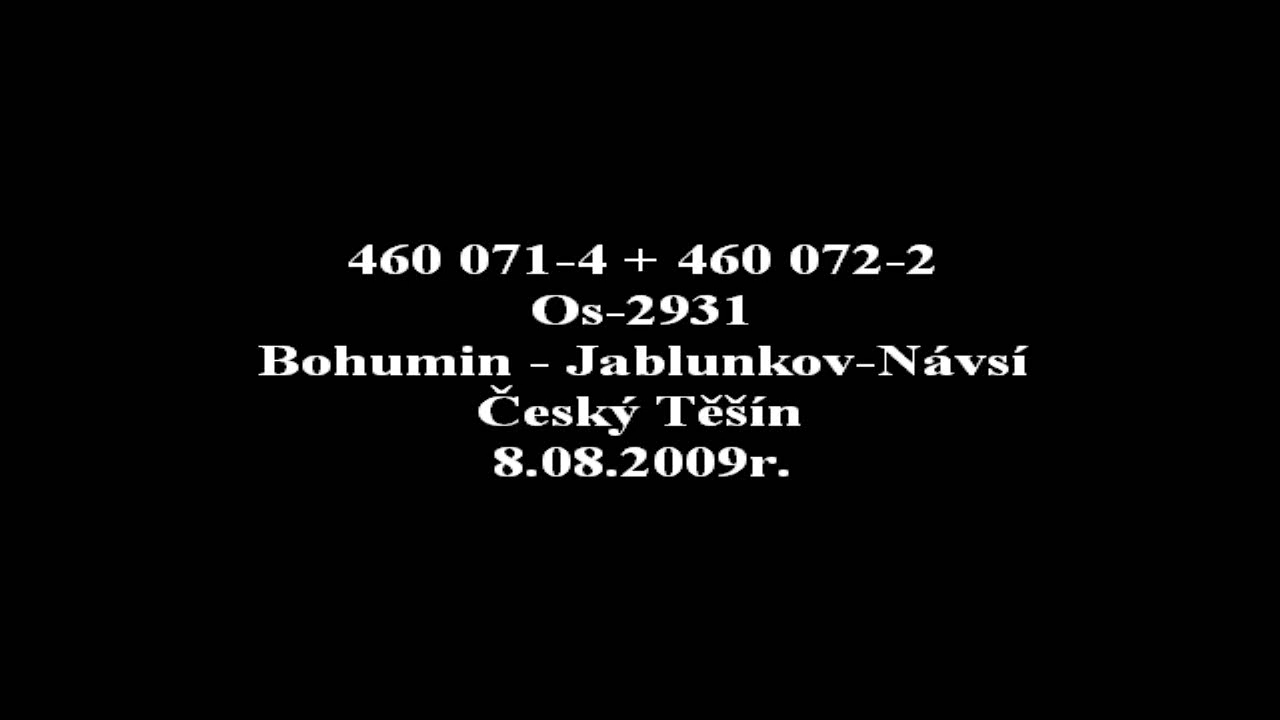 460 071-4 + 460 072-2
Os-2931
Bohumin - Jablunkov-Návsí
Český Těšín
8.08.2009r.